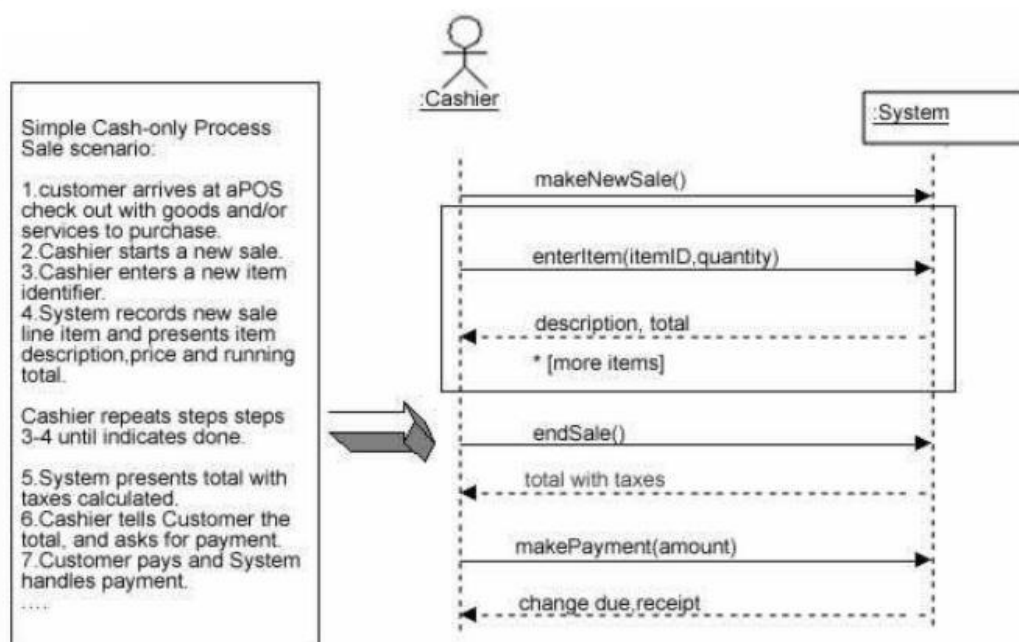 Simple Cash-only Process
Sale scenario:
1.customer arrives at aPOS
check out with goods and/or
services to purchase.
2.Cashier starts a new sale.
3.Cashier enters a new item
identifier.
4.System records new sale
line item and presents item
description,price and running
total.
Cashier repeats steps steps
3-4 until indicates done.
5.System presents total with
taxes calculated.
6.Cashier tells Customer the
total, and asks for payment.
7.Customer pays and System
handles payment.
....
:Cashier
:System
makeNewSale()
enterItem(itemID,quantity)
description, total
* [more items]
endSale()
total with taxes
makePayment(amount)
change due,receipt